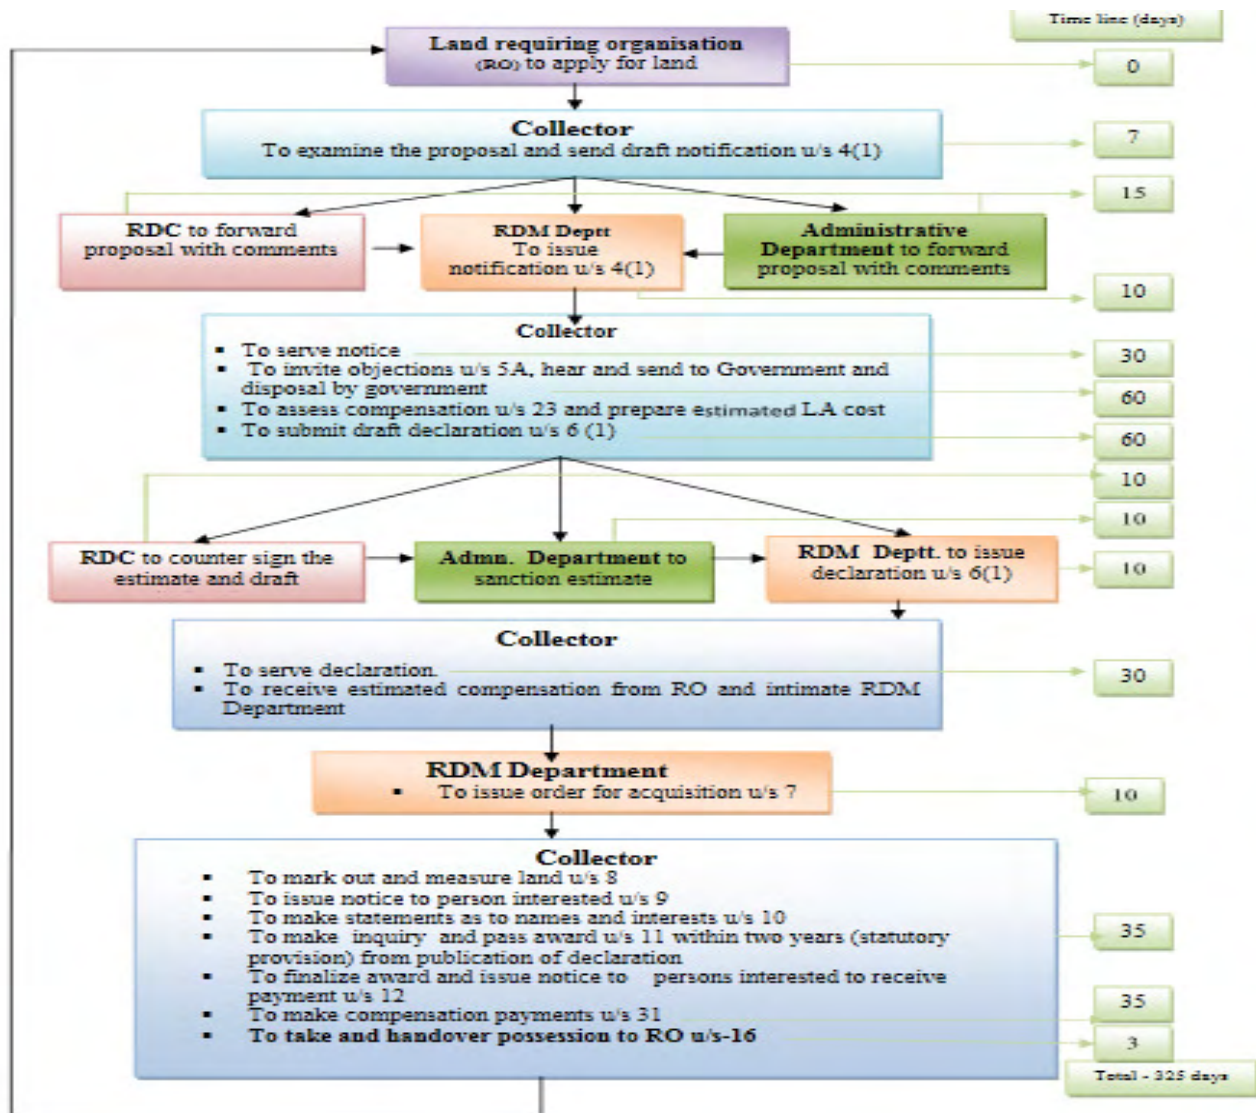 Time line (days)
Land requiring organisation
(RO) to apply for land
0
Collector
To examine the proposal and send draft notification u/s 4(1)
7
15
RDC to forward
proposal with comments
RDM Deptt
To issue
notification u/s 4(1)
Administrative
Department to forward
proposal with comments
10
Collector
▪ To serve notice
30
▪ To invite objections u/s 5A, hear and send to Government and
disposal by government
60
▪ To assess compensation u/s 23 and prepare estimated LA cost
▪ To submit draft declaration u/s 6 (1)
60
10
10
RDC to counter sign the
estimate and draft
Admn. Department to
sanction estimate
RDM Deptt. to issue
declaration u/s 6(1)
10
Collector
▪ To serve declaration.
30
▪ To receive estimated compensation from RO and intimate RDM
Department
RDM Department
▪ To issue order for acquisition u/s 7
10
Collector
▪ To mark out and measure land u/s 8
▪ To issue notice to person interested u/s 9
▪ To make statements as to names and interests u/s 10
▪ To make inquiry and pass award u/s 11 within two years (statutory
provision) from publication of declaration
35
▪ To finalize award and issue notice to persons interested to receive
payment u/s 12
35
▪ To make compensation payments u/s 31
▪ To take and handover possession to RO u/s-16
3
Total - 325 days